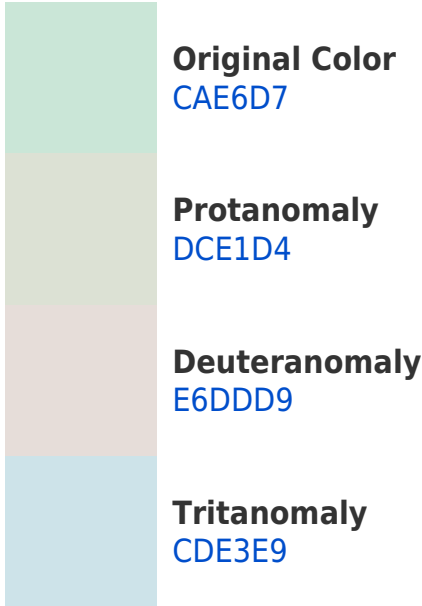 Original Color
CAE6D7
Protanomaly
DCE1D4
Deuteranomaly
E6DDD9
Tritanomaly
CDE3E9